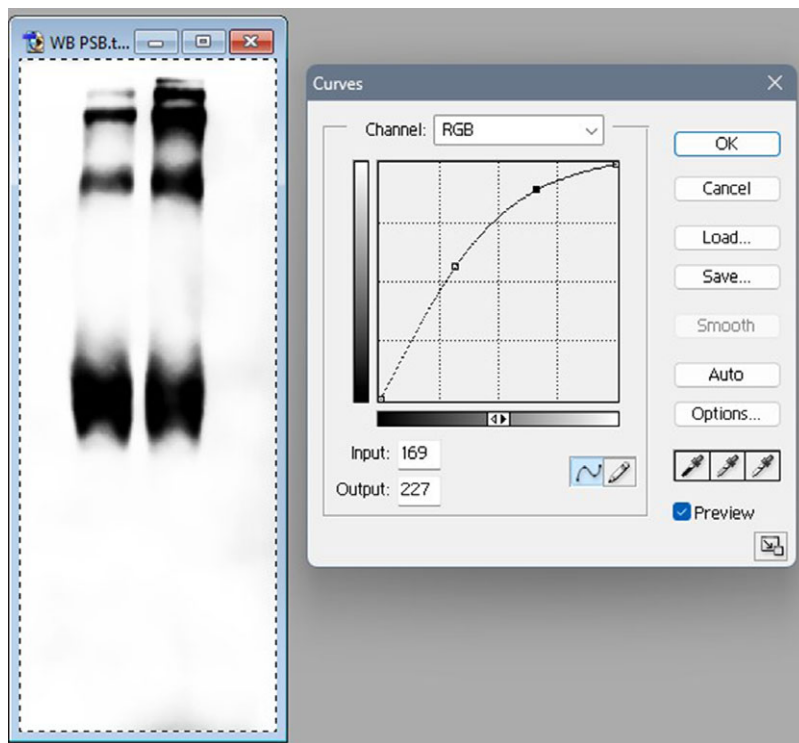 WB PSB.t...
Curves
Channel: RGB
OK
Cancel
Load...
Save...
Smooth
Auto
Options...
Input: 169
Output: 227
Preview